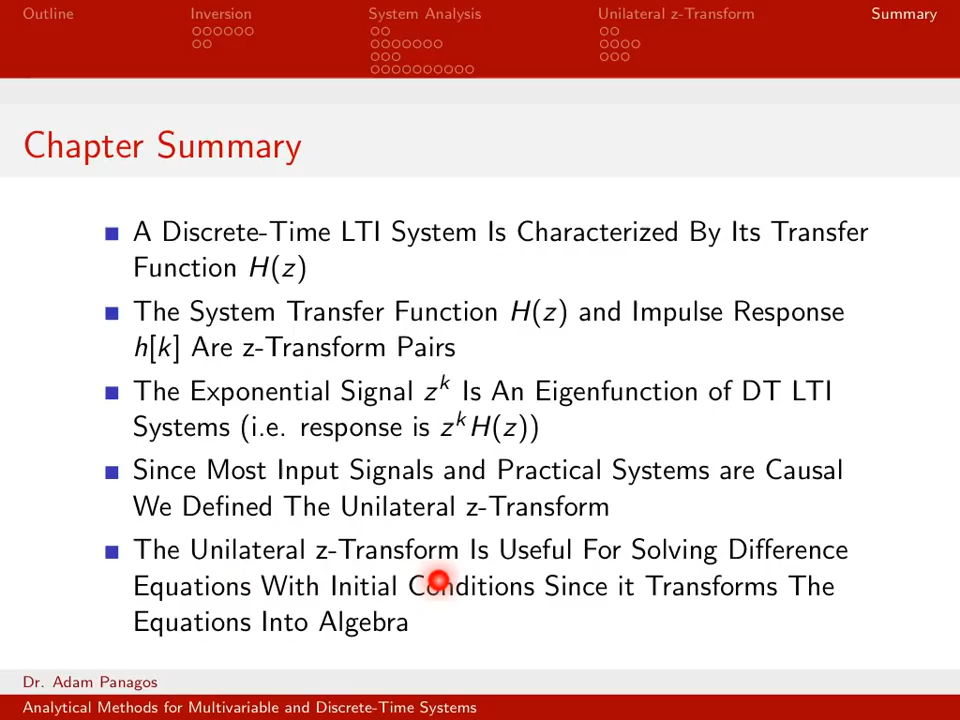 Outline Inversion System Analysis Unilateral z-Transform Summary
Chapter Summary
A Discrete-Time LTI System Is Characterized By Its Transfer
Function H(z)
The System Transfer Function H(z) and Impulse Response
h[k] Are z-Transform Pairs
The Exponential Signal z^k Is An Eigenfunction of DT LTI
Systems (i.e. response is z^k H(z))
Since Most Input Signals and Practical Systems are Causal
We Defined The Unilateral z-Transform
The Unilateral z-Transform Is Useful For Solving Difference
Equations With Initial Conditions Since it Transforms The
Equations Into Algebra
Dr. Adam Panagos
Analytical Methods for Multivariable and Discrete-Time Systems